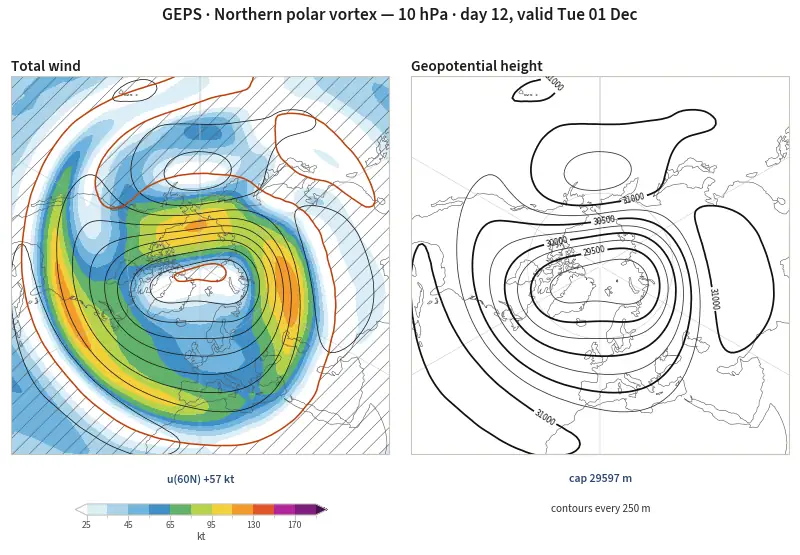 GEPS · Northern polar vortex — 10 hPa · day 12, valid Tue 01 Dec
Total wind
Geopotential height
31000
31000
30500
30000
29500
31000
31000
u(60N) +57 kt
cap 29597 m
contours every 250 m
25 45 65 95 130 170
kt